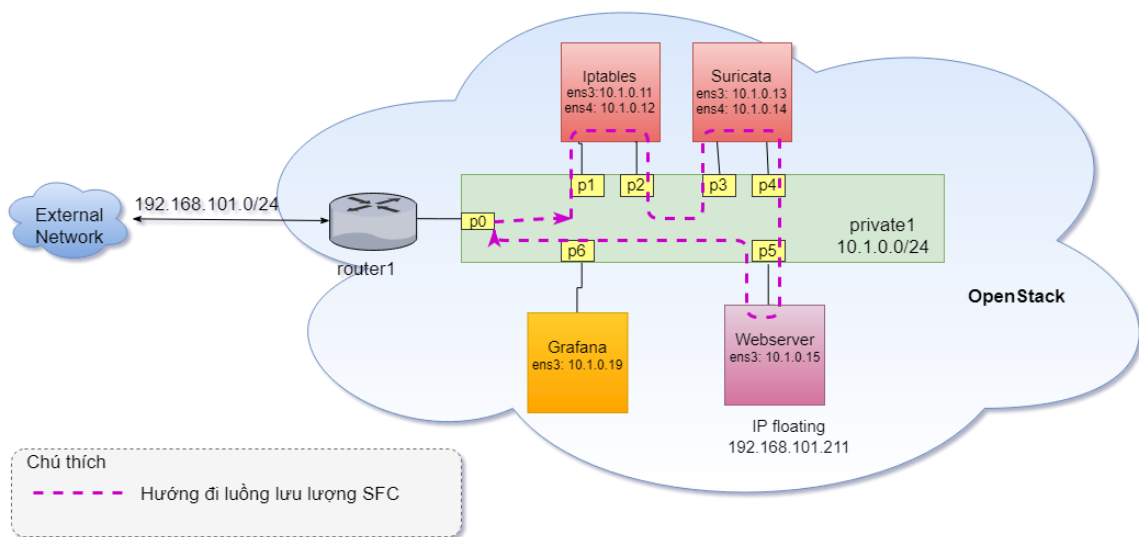 Iptables
ens3:10.1.0.11
ens4: 10.1.0.12
Suricata
ens3: 10.1.0.13
ens4: 10.1.0.14
192.168.101.0/24
External
Network
router1
p0
p1
p2
p3
p4
p6
p5
private1
10.1.0.0/24
OpenStack
Grafana
ens3: 10.1.0.19
Webserver
ens3: 10.1.0.15
IP floating
192.168.101.211
Chú thích
Hướng đi luồng lưu lượng SFC